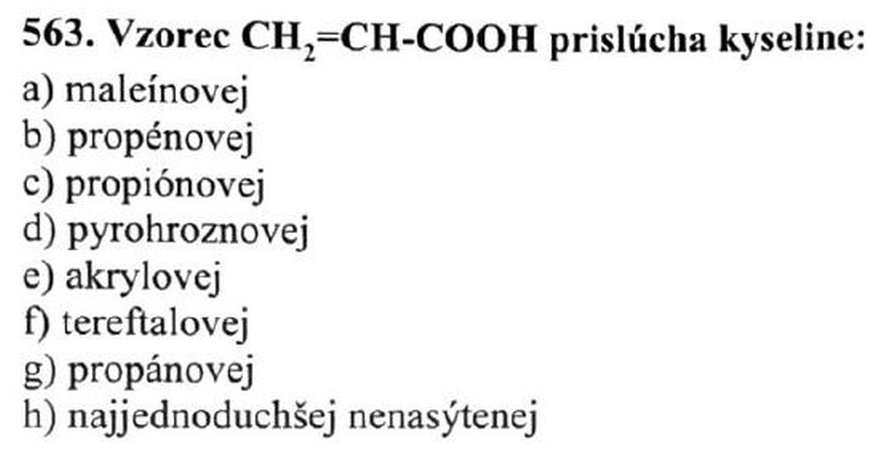 563. Vzorec CH₂=CH-COOH prislúcha kyseline:
a) maleínovej
b) propénovej
c) propiónovej
d) pyrohroznovej
e) akrylovej
f) tereftalovej
g) propánovej
h) najjednoduchšej nenasýtenej